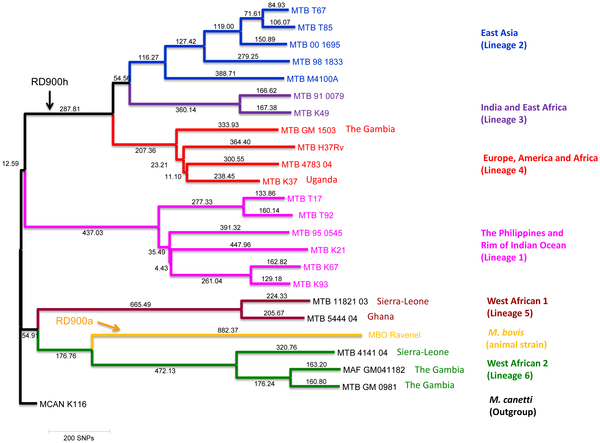 84.93
MTB T67
71.61
119.00
106.07
MTB T85
127.42
150.89
MTB 00 1695
East Asia
(Lineage 2)
116.27
279.25
MTB 98 1833
388.71
MTB M4100A
54.56
RD900h
166.62
MTB 91 0079
287.81
360.14
167.38
MTB K49
India and East Africa
(Lineage 3)
333.93
MTB GM 1503 The Gambia
207.36
364.40
MTB H37Rv
23.21
300.55
MTB 4783 04
Europe, America and Africa
(Lineage 4)
11.10
238.45
MTB K37 Uganda
12.59
133.86
MTB T17
277.33
160.14
MTB T92
437.03
391.32
MTB 95 0545
The Philippines and
Rim of Indian Ocean
(Lineage 1)
35.49
447.96
MTB K21
4.43
162.82
MTB K67
261.04
129.18
MTB K93
224.33
MTB 11821 03 Sierra-Leone
665.49
205.67
MTB 5444 04 Ghana
West African 1
(Lineage 5)
RD900a
54.91
882.37
MBO Ravenel
M. bovis
(animal strain)
176.76
320.76
MTB 4141 04 Sierra-Leone
472.13
163.20
MAF GM041182 The Gambia
West African 2
(Lineage 6)
176.24
160.80
MTB GM 0981 The Gambia
MCAN K116
M. canetti
(Outgroup)
200 SNPs